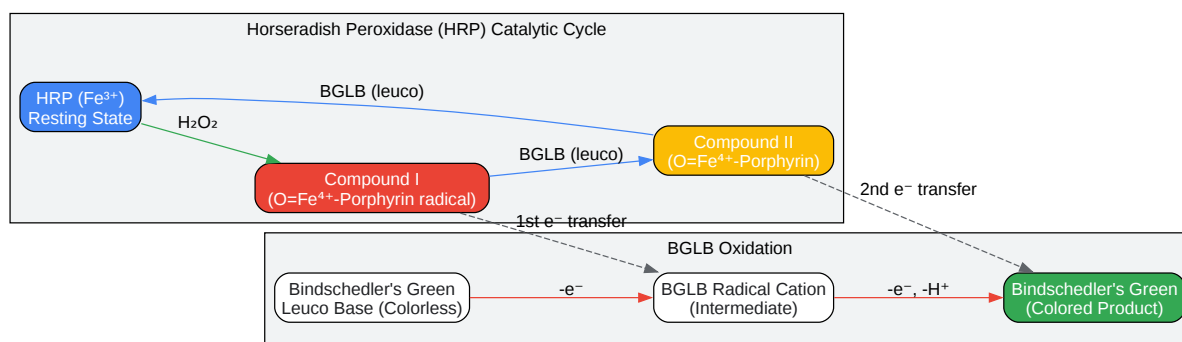 Horseradish Peroxidase (HRP) Catalytic Cycle
HRP (Fe³⁺)
Resting State
BGLB (leuco)
H₂O₂
Compound I
(O=Fe⁴⁺-Porphyrin radical)
BGLB (leuco)
Compound II
(O=Fe⁴⁺-Porphyrin)
1st e⁻ transfer
2nd e⁻ transfer
BGLB Oxidation
Bindschedler's Green
Leuco Base (Colorless)
-e⁻
BGLB Radical Cation
(Intermediate)
-e⁻, -H⁺
Bindschedler's Green
(Colored Product)